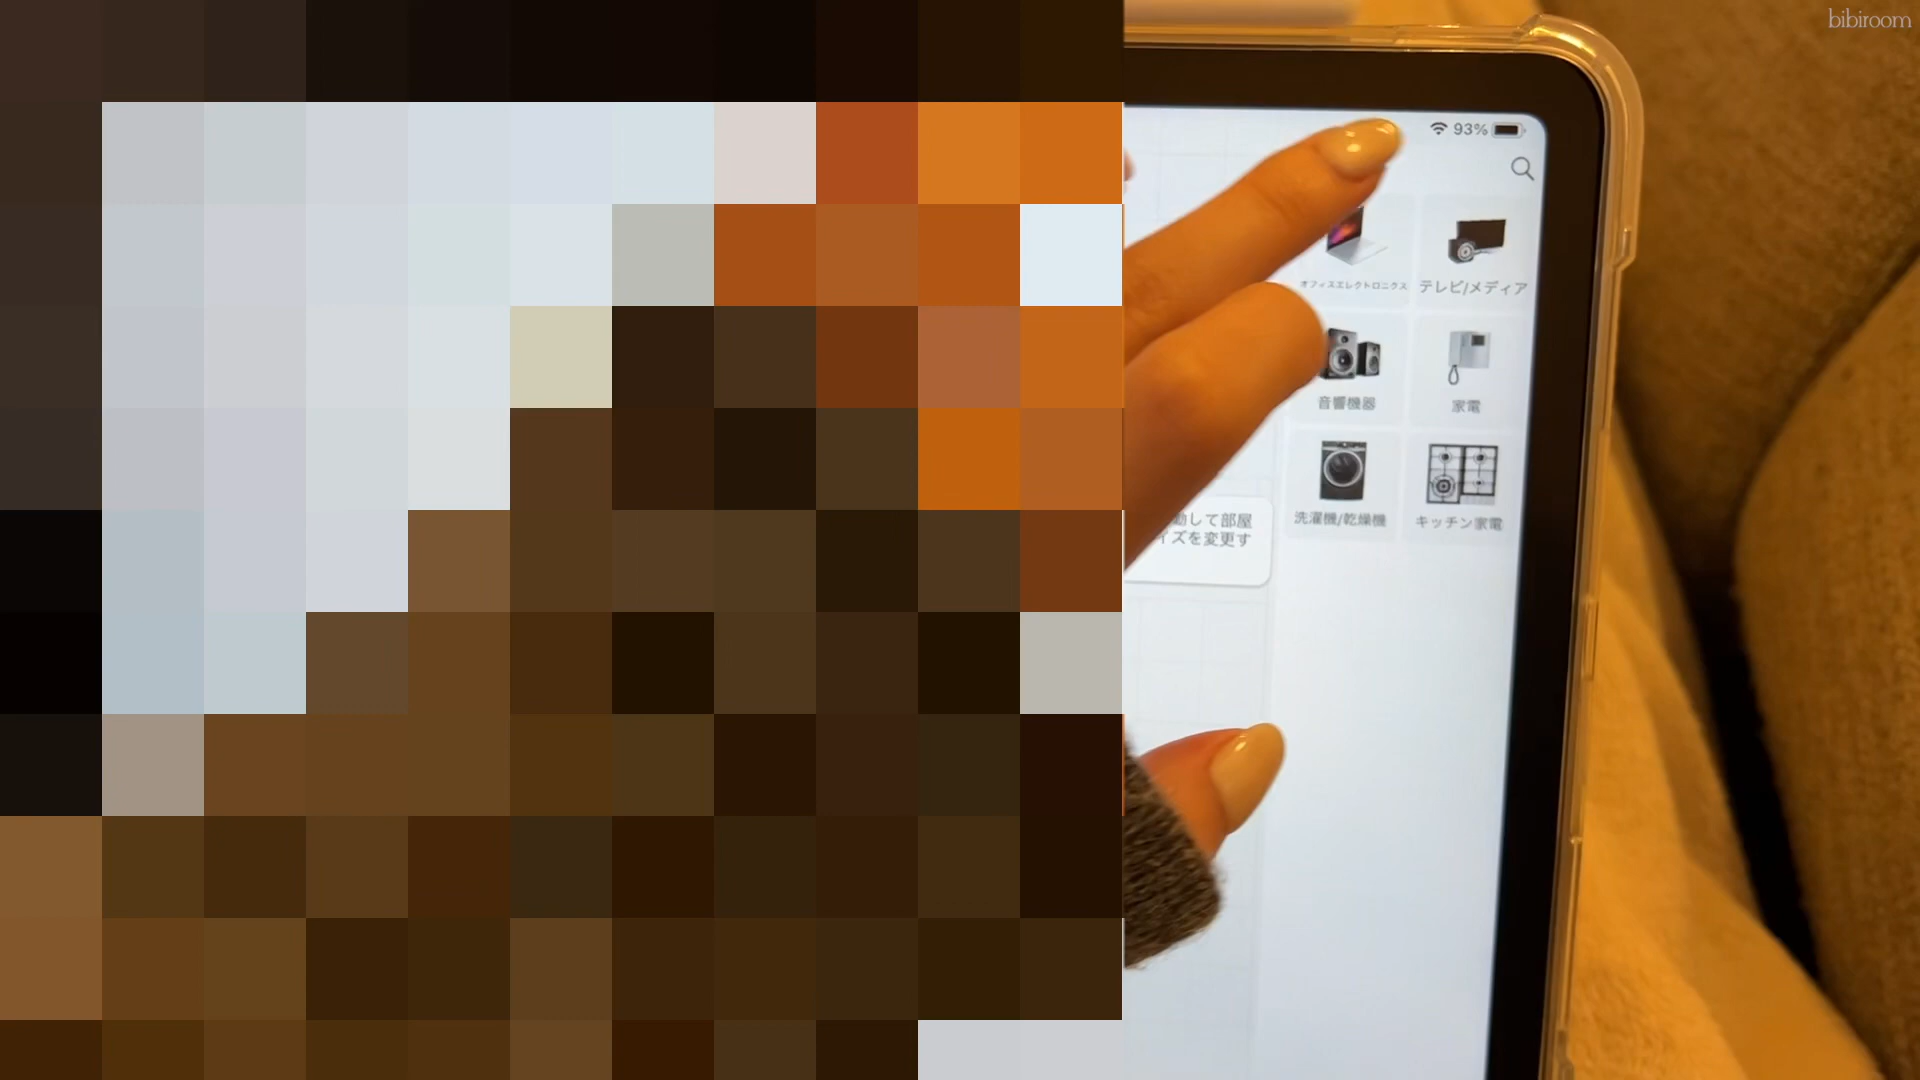 bibiroom
93%
オフィスエレクトロニクス
テレビ/メディア
音響機器
家電
洗濯機/乾燥機
キッチン家電
動して部屋
イズを変更す